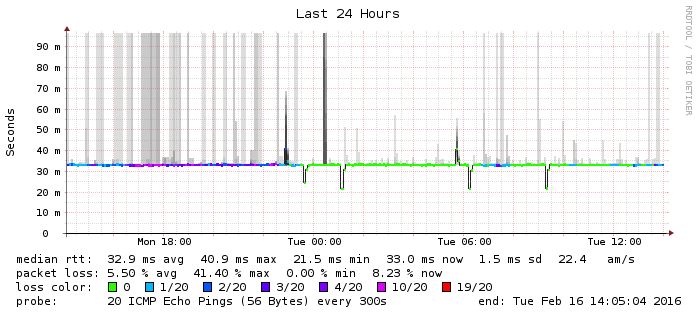 Last 24 Hours
RRDTOOL / TOBI OETIKER
Seconds
90 m
80 m
70 m
60 m
50 m
40 m
30 m
20 m
10 m
0
Mon 18:00 Tue 00:00 Tue 06:00 Tue 12:00
median rtt: 32.9 ms avg 40.9 ms max 21.5 ms min 33.0 ms now 1.5 ms sd 22.4 am/s
packet loss: 5.50 % avg 41.40 % max 0.00 % min 8.23 % now
loss color: 0 1/20 2/20 3/20 4/20 10/20 19/20
probe: 20 ICMP Echo Pings (56 Bytes) every 300s end: Tue Feb 16 14:05:04 2016